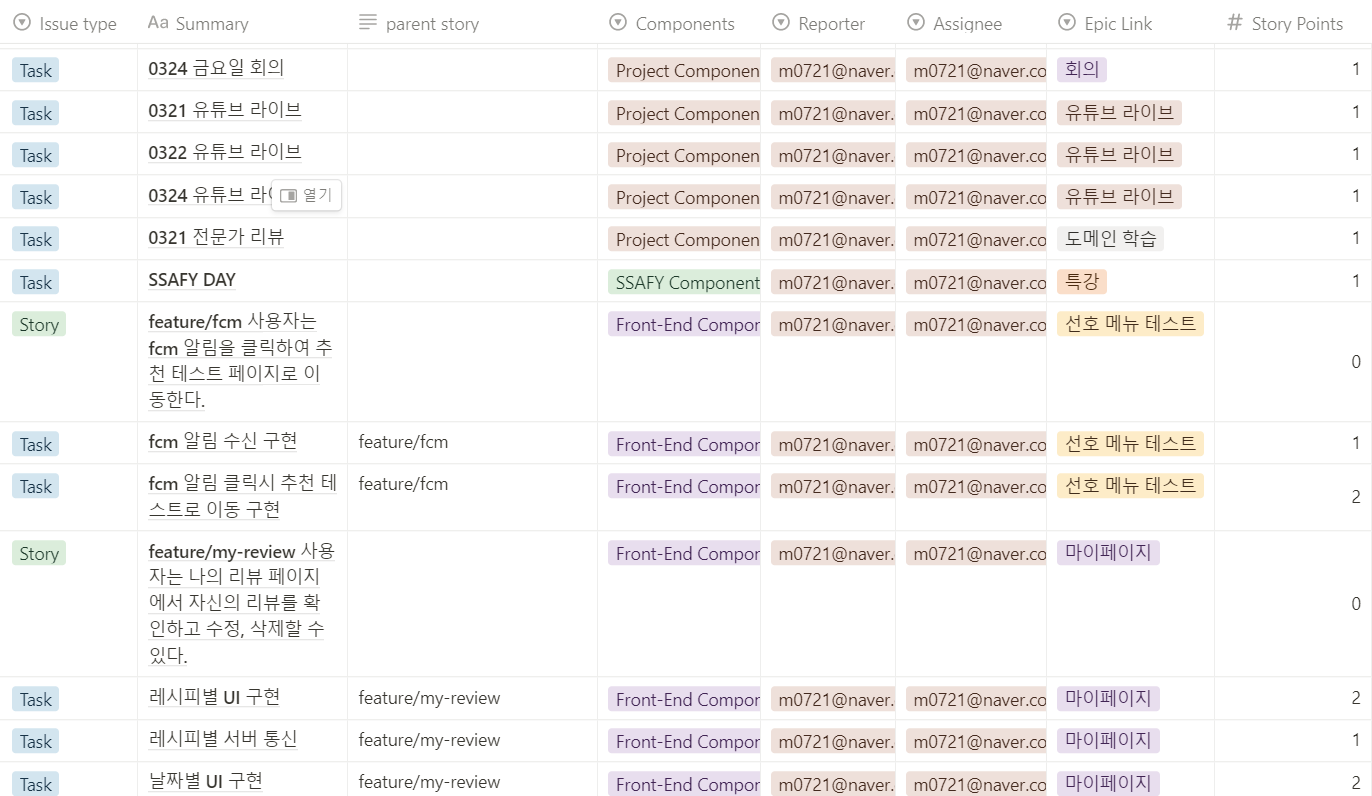 Issue type Aa Summary parent story Components Reporter Assignee Epic Link # Story Points
Task 0324 금요일 회의 Project Componen m0721@naver. m0721@naver.co 회의 1
Task 0321 유튜브 라이브 Project Componen m0721@naver. m0721@naver.co 유튜브 라이브 1
Task 0322 유튜브 라이브 Project Componen m0721@naver. m0721@naver.co 유튜브 라이브 1
Task 0324 유튜브 열기 Project Componen m0721@naver. m0721@naver.co 유튜브 라이브 1
Task 0321 전문가 리뷰 Project Componen m0721@naver. m0721@naver.co 도메인 학습 1
Task SSAFY DAY SSAFY Component m0721@naver. m0721@naver.co 특강 1
Story feature/fcm 사용자는 Front-End Compor m0721@naver. m0721@naver.co 선호 메뉴 테스트
fcm 알림을 클릭하여 추
천 테스트 페이지로 이 0
동한다.
Task fcm 알림 수신 구현 feature/fcm Front-End Compor m0721@naver. m0721@naver.co 선호 메뉴 테스트 1
Task fcm 알림 클릭시 추천 테 feature/fcm Front-End Compor m0721@naver. m0721@naver.co 선호 메뉴 테스트 2
스트로 이동 구현
Story feature/my-review 사용 Front-End Compor m0721@naver. m0721@naver.co 마이페이지
자는 나의 리뷰 페이지
에서 자신의 리뷰를 확 0
인하고 수정, 삭제할 수
있다.
Task 레시피별 UI 구현 feature/my-review Front-End Compor m0721@naver. m0721@naver.co 마이페이지 2
Task 레시피별 서버 통신 feature/my-review Front-End Compor m0721@naver. m0721@naver.co 마이페이지 1
Task 날짜별 UI 구현 feature/my-review Front-End Compor m0721@naver. m0721@naver.co 마이페이지 2